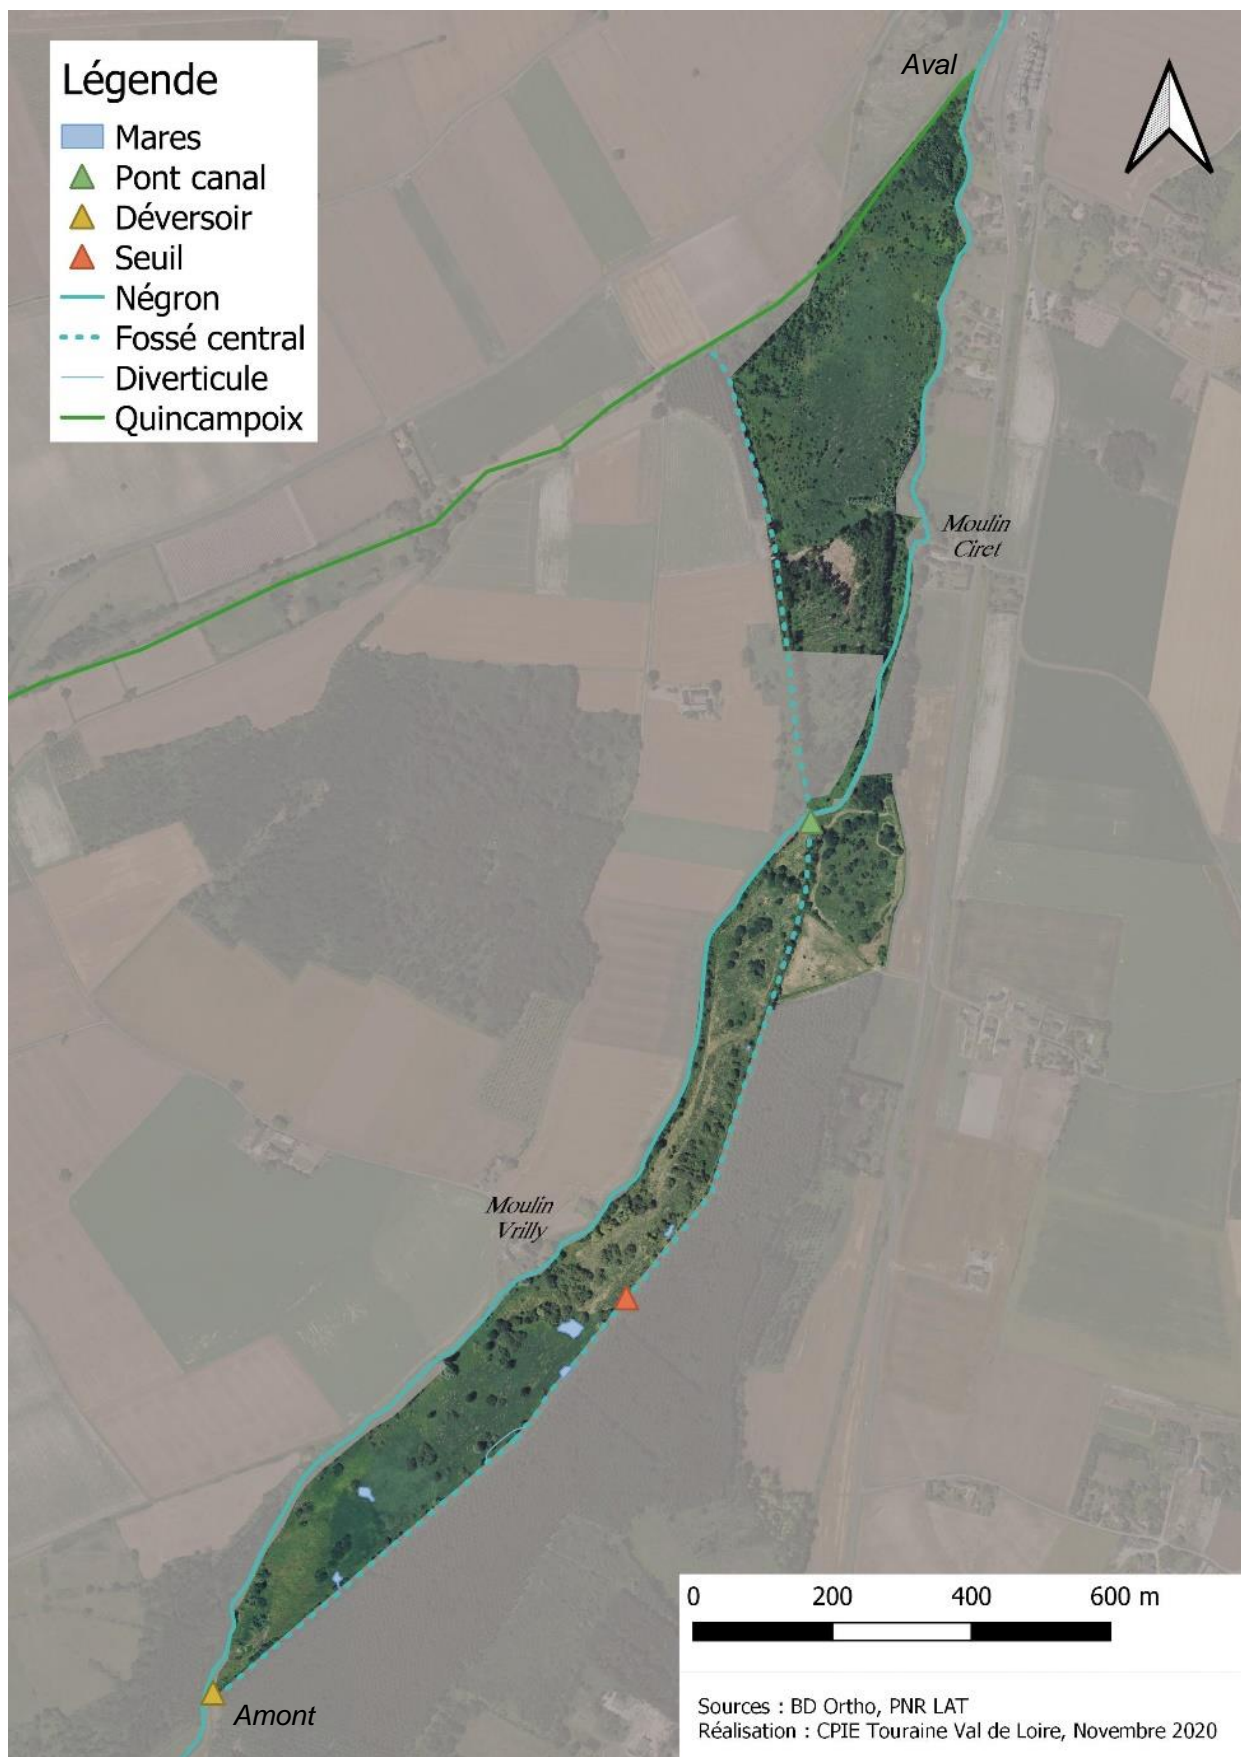 Légende
Mares
Pont canal
Déversoir
Seuil
Négron
Fossé central
Diverticule
Quincampoix
Aval
Moulin
Ciret
Moulin
Vrilly
Amont
0 200 400 600 m
Sources : BD Ortho, PNR LAT
Réalisation : CPIE Touraine Val de Loire, Novembre 2020